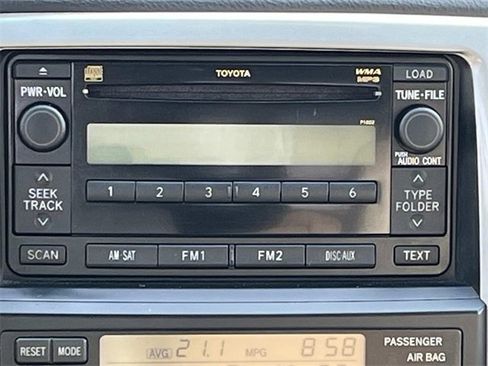 TOYOTA
WMA
MP3
LOAD
PWR·VOL
TUNE·FILE
P1802
PUSH
AUDIO CONT
1 2 3 4 5 6
SEEK
TRACK
TYPE
FOLDER
SCAN
AM·SAT
FM1
FM2
DISC·AUX
TEXT
RESET
MODE
AVG 21.1 MPG 8:58
PASSENGER
AIR BAG